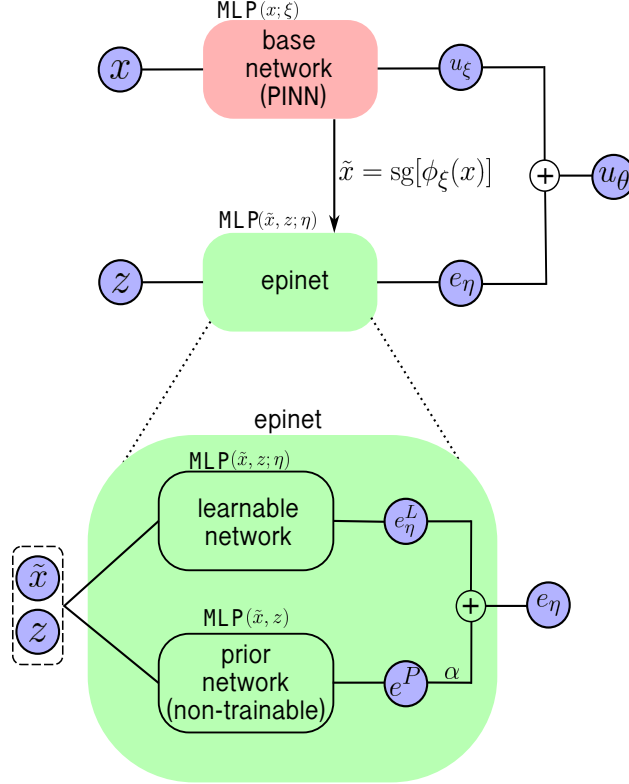 MLP(x; ξ)
x
base
network
(PINN)
u_ξ
x̃ = sg[ϕ_ξ(x)]
+
u_θ
MLP(x̃, z; η)
z
epinet
e_η
epinet
MLP(x̃, z; η)
learnable
network
e_η^L
x̃
z
+
e_η
MLP(x̃, z)
prior
network
(non-trainable)
e^P
α